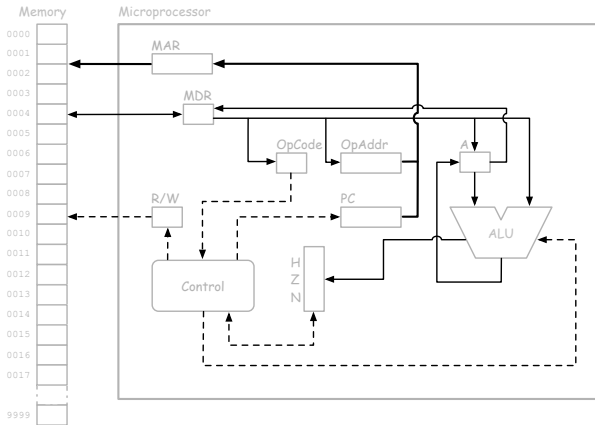 Memory
Microprocessor
0000
0001
0002
0003
0004
0005
0006
0007
0008
0009
0010
0011
0012
0013
0014
0015
0016
0017
9999
MAR
MDR
OpCode
OpAddr
A
R/W
PC
ALU
Control
H
Z
N